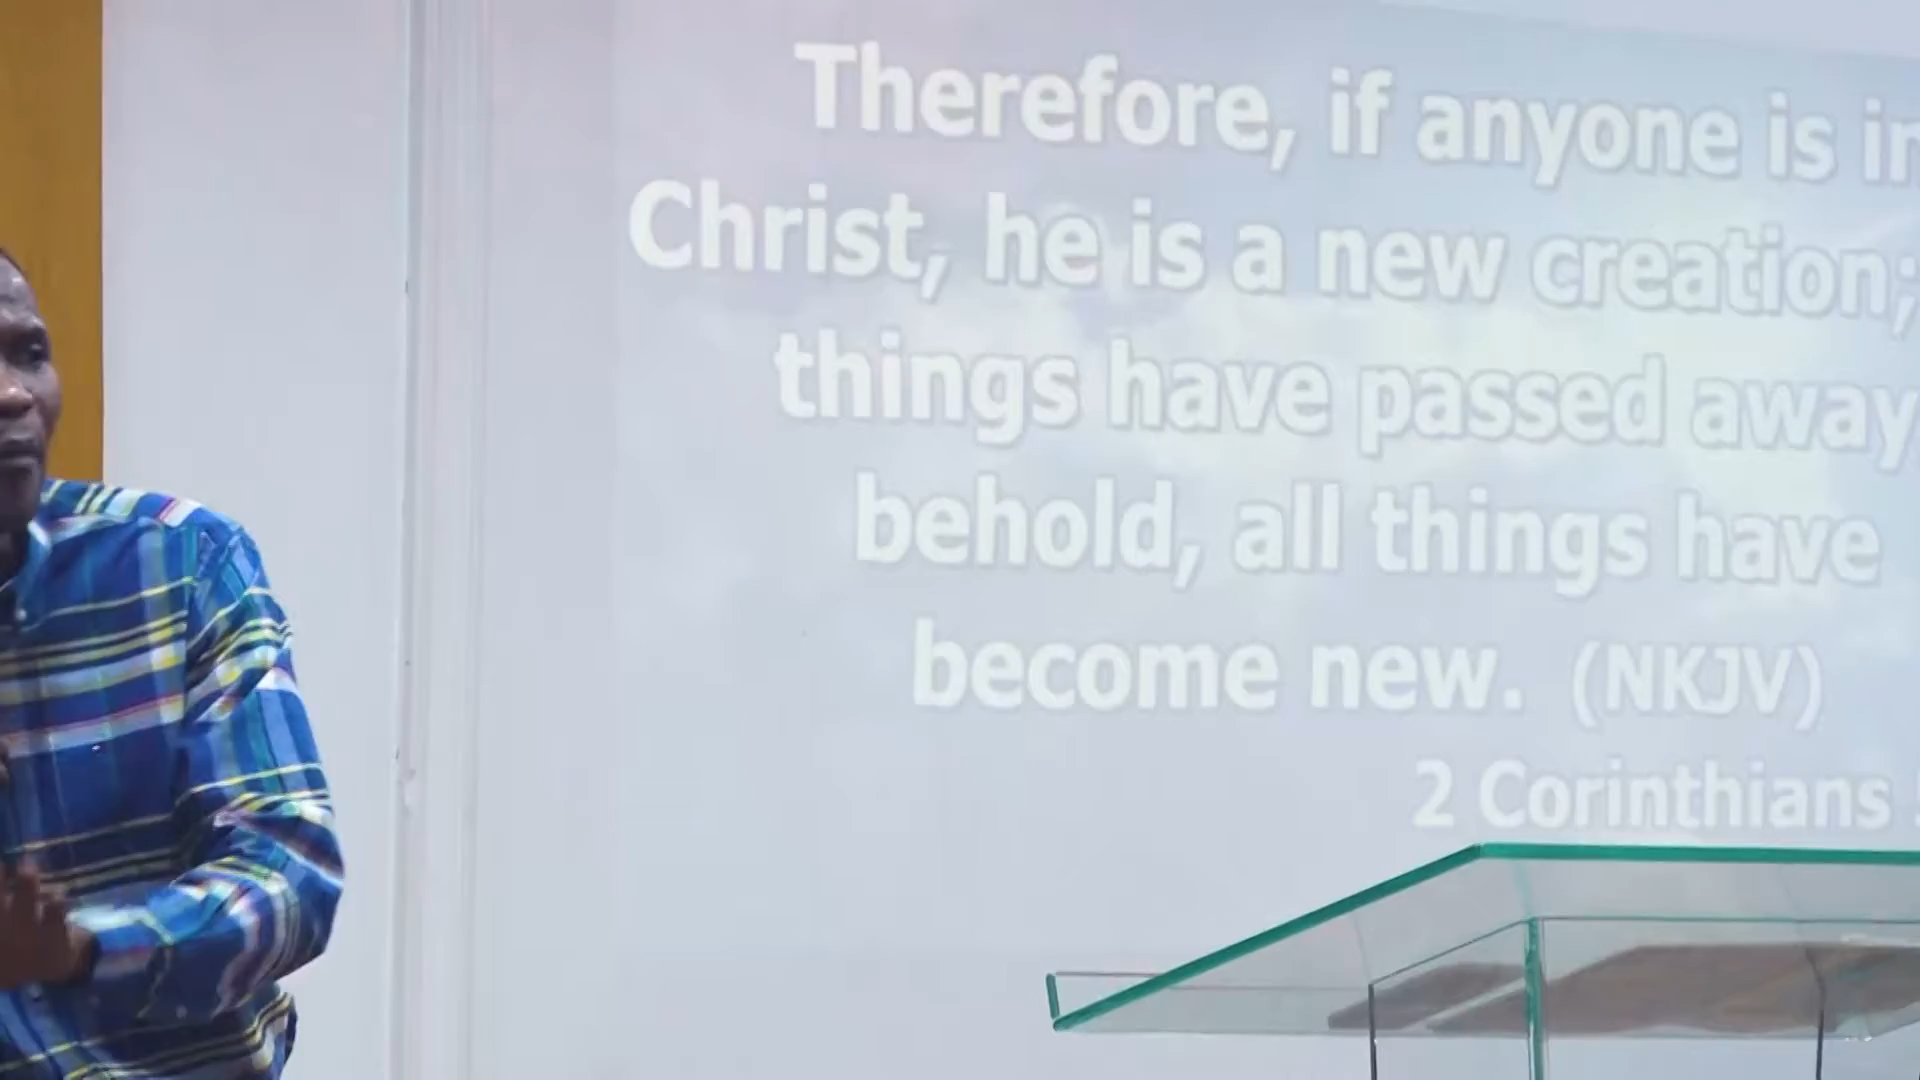 Therefore, if anyone is in
Christ, he is a new creation;
things have passed away
behold, all things have
become new. (NKJV)
2 Corinthians